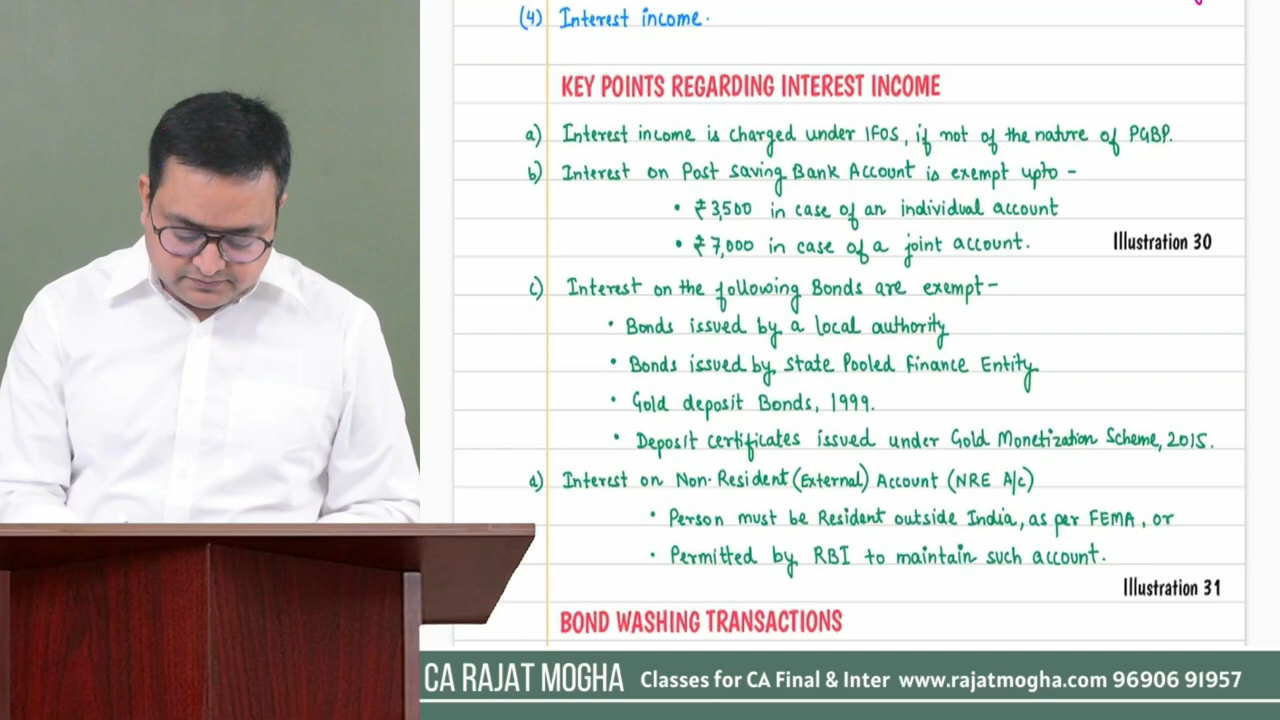 (4) Interest income.
KEY POINTS REGARDING INTEREST INCOME
a) Interest income is charged under IFOS, if not of the nature of PGBP.
b) Interest on Post saving Bank Account is exempt upto -
• ₹3,500 in case of an individual account
• ₹7,000 in case of a joint account.
Illustration 30
c) Interest on the following Bonds are exempt-
• Bonds issued by a local authority
• Bonds issued by State Pooled Finance Entity
• Gold deposit Bonds, 1999.
• Deposit certificates issued under Gold Monetization Scheme, 2015.
d) Interest on Non-Resident (External) Account (NRE A/c)
• Person must be Resident outside India, as per FEMA, or
• Permitted by RBI to maintain such account.
Illustration 31
BOND WASHING TRANSACTIONS
CA RAJAT MOGHA Classes for CA Final & Inter www.rajatmogha.com 96906 91957